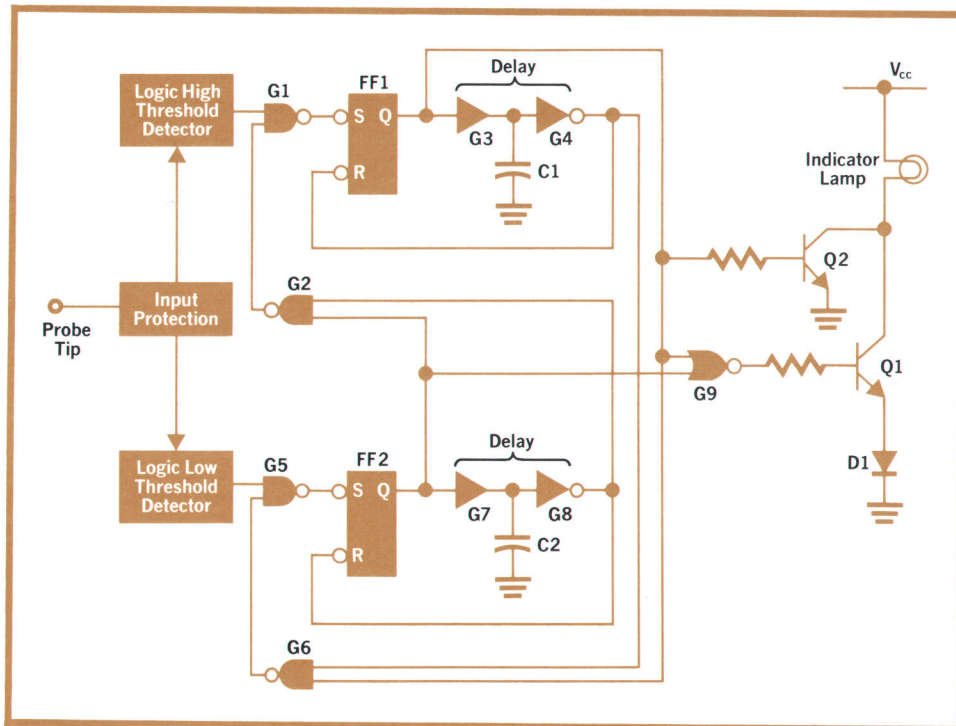 Delay
V_cc
Logic High
Threshold
Detector
G1
FF1
S Q
R
G3
G4
C1
Indicator
Lamp
Q2
G2
Input
Protection
Probe
Tip
Q1
G9
D1
Delay
Logic Low
Threshold
Detector
G5
FF2
S Q
R
G7
G8
C2
G6